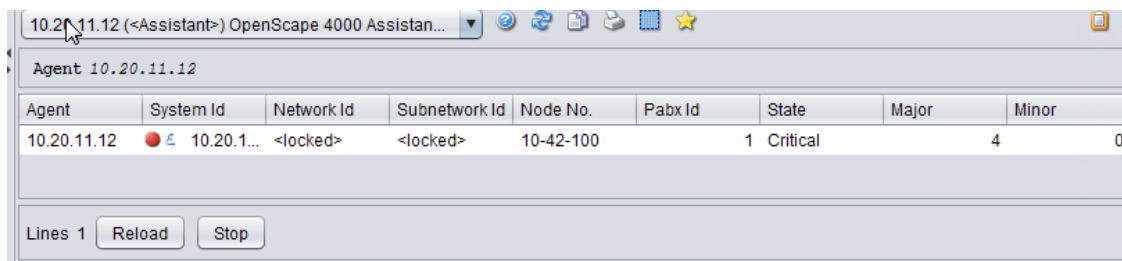 10.20.11.12 (<Assistant>) OpenScape 4000 Assistan...
Agent 10.20.11.12
Agent System Id Network Id Subnetwork Id Node No. Pabx Id State Major Minor
10.20.11.12 10.20.1... <locked> <locked> 10-42-100 1 Critical 4 0
Lines 1 Reload Stop